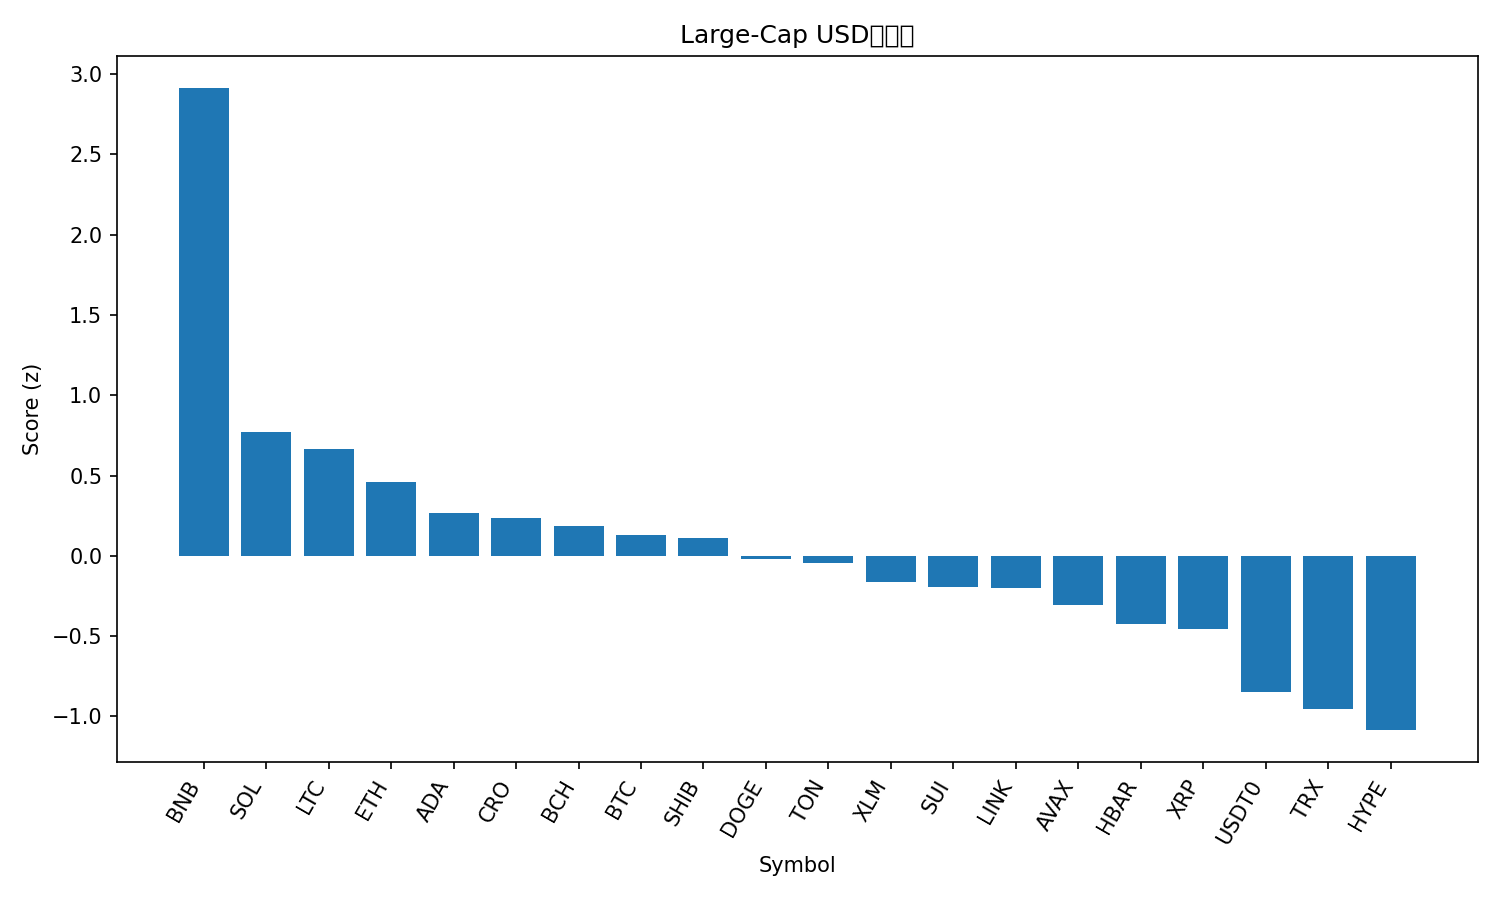 Large-Cap USD
Score (z)
3.0
2.5
2.0
1.5
1.0
0.5
0.0
−0.5
−1.0
BNB
SOL
LTC
ETH
ADA
CRO
BCH
BTC
SHIB
DOGE
TON
XLM
SUI
LINK
AVAX
HBAR
XRP
USDT0
TRX
HYPE
Symbol